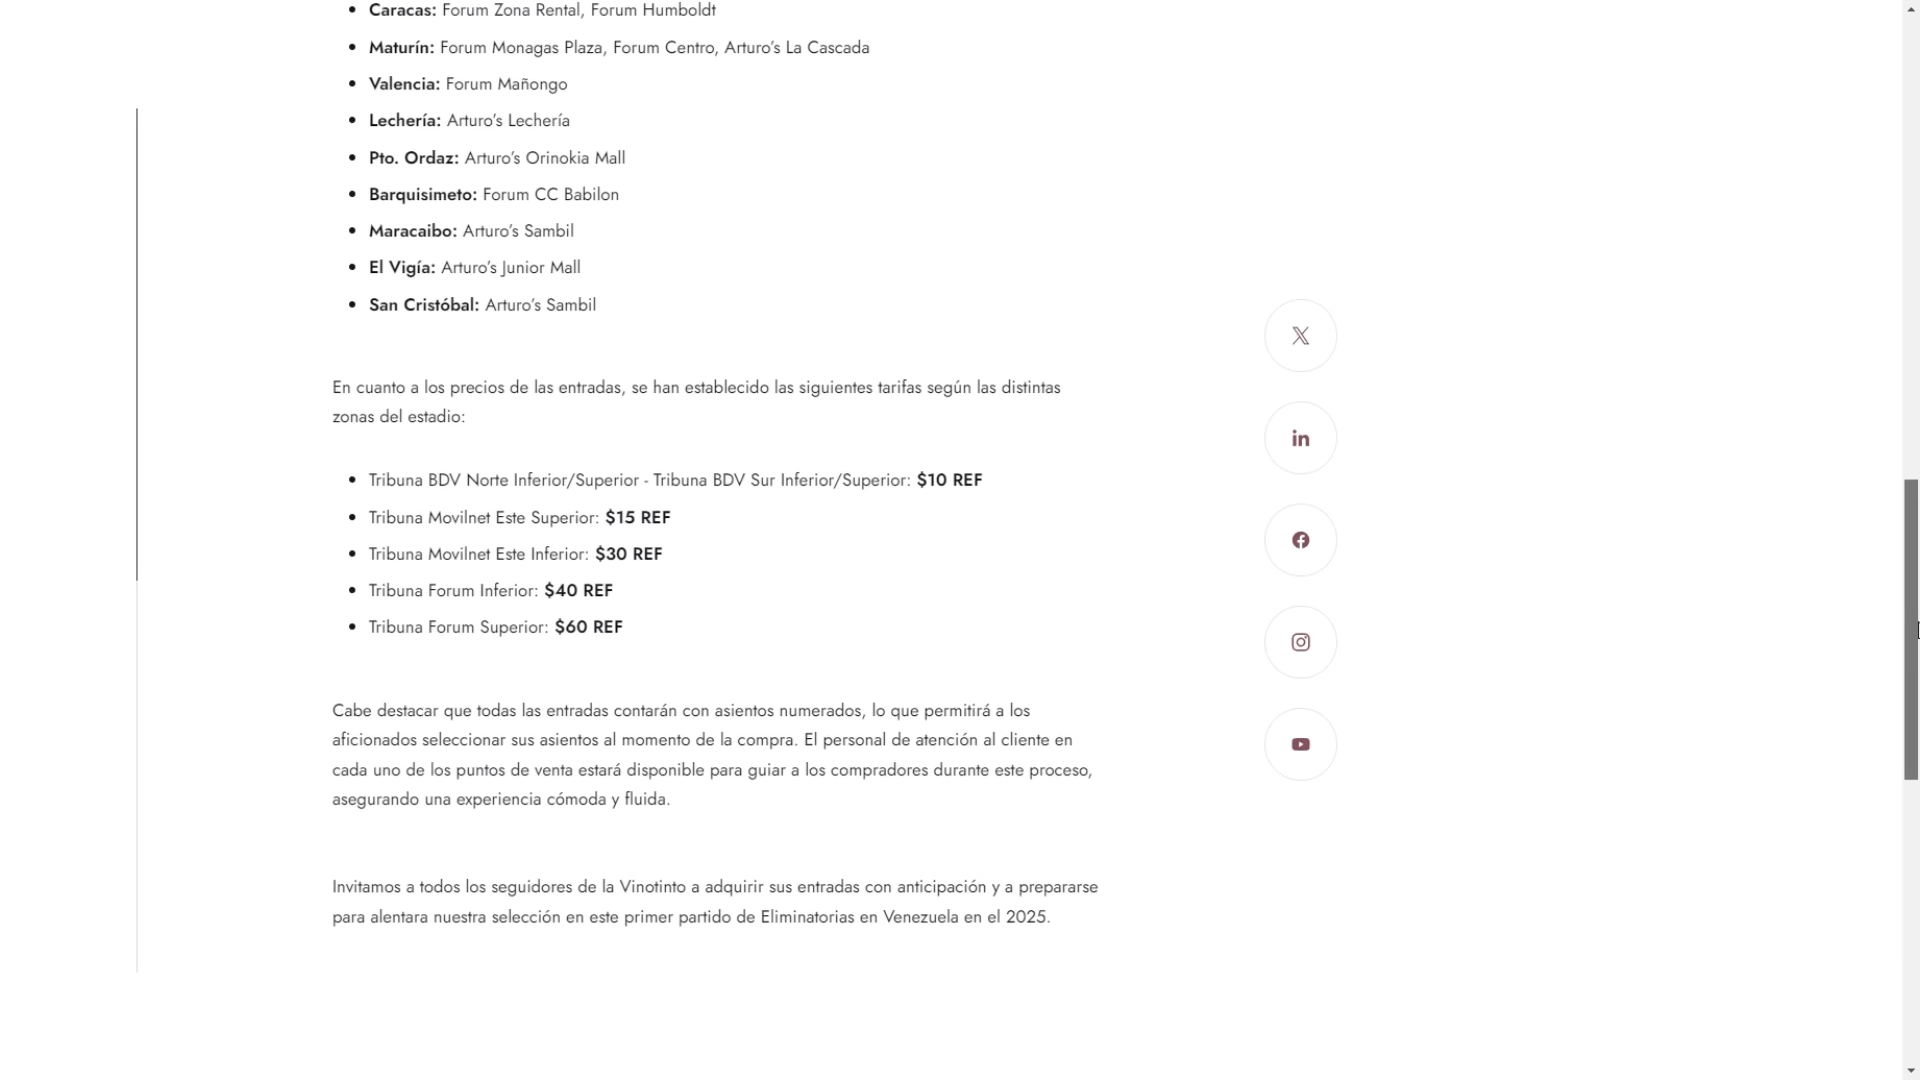 Caracas: Forum Zona Rental, Forum Humboldt
Maturín: Forum Monagas Plaza, Forum Centro, Arturo’s La Cascada
Valencia: Forum Mañongo
Lechería: Arturo’s Lechería
Pto. Ordaz: Arturo’s Orinokia Mall
Barquisimeto: Forum CC Babilon
Maracaibo: Arturo’s Sambil
El Vigía: Arturo’s Junior Mall
San Cristóbal: Arturo’s Sambil
En cuanto a los precios de las entradas, se han establecido las siguientes tarifas según las distintas
zonas del estadio:
Tribuna BDV Norte Inferior/Superior - Tribuna BDV Sur Inferior/Superior: $10 REF
Tribuna Movilnet Este Superior: $15 REF
Tribuna Movilnet Este Inferior: $30 REF
Tribuna Forum Inferior: $40 REF
Tribuna Forum Superior: $60 REF
Cabe destacar que todas las entradas contarán con asientos numerados, lo que permitirá a los
aficionados seleccionar sus asientos al momento de la compra. El personal de atención al cliente en
cada uno de los puntos de venta estará disponible para guiar a los compradores durante este proceso,
asegurando una experiencia cómoda y fluida.
Invitamos a todos los seguidores de la Vinotinto a adquirir sus entradas con anticipación y a prepararse
para alentara nuestra selección en este primer partido de Eliminatorias en Venezuela en el 2025.